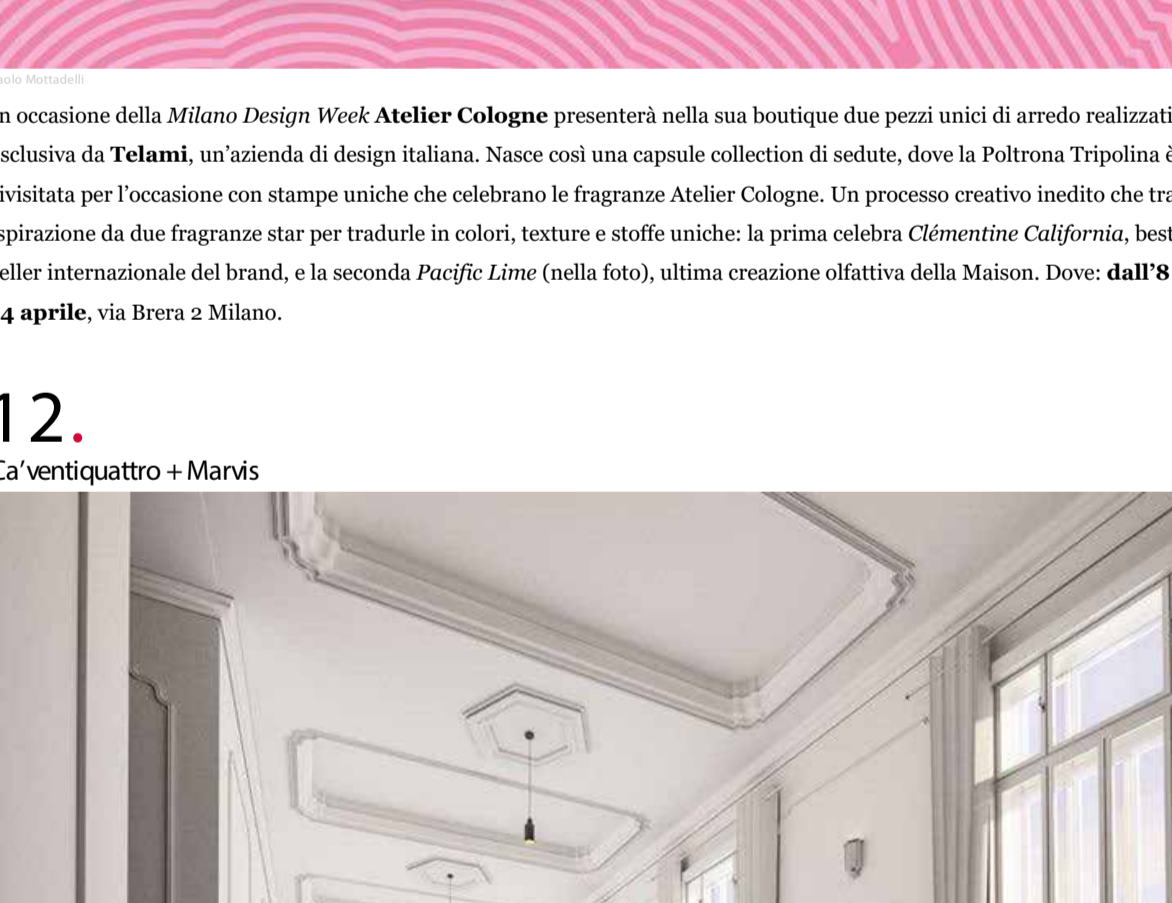 aolo Mottadelli
n occasione della Milano Design Week Atelier Cologne presenterà nella sua boutique due pezzi unici di arredo realizzati
sclusiva da Telami, un’azienda di design italiana. Nasce così una capsule collection di sedute, dove la Poltrona Tripolina è
ivisitata per l’occasione con stampe uniche che celebrano le fragranze Atelier Cologne. Un processo creativo inedito che tra
spirazione da due fragranze star per tradurle in colori, texture e stoffe uniche: la prima celebra Clémentine California, best
eller internazionale del brand, e la seconda Pacific Lime (nella foto), ultima creazione olfattiva della Maison. Dove: dall’8
4 aprile, via Brera 2 Milano.
12.
Ca’ventiquattro + Marvis